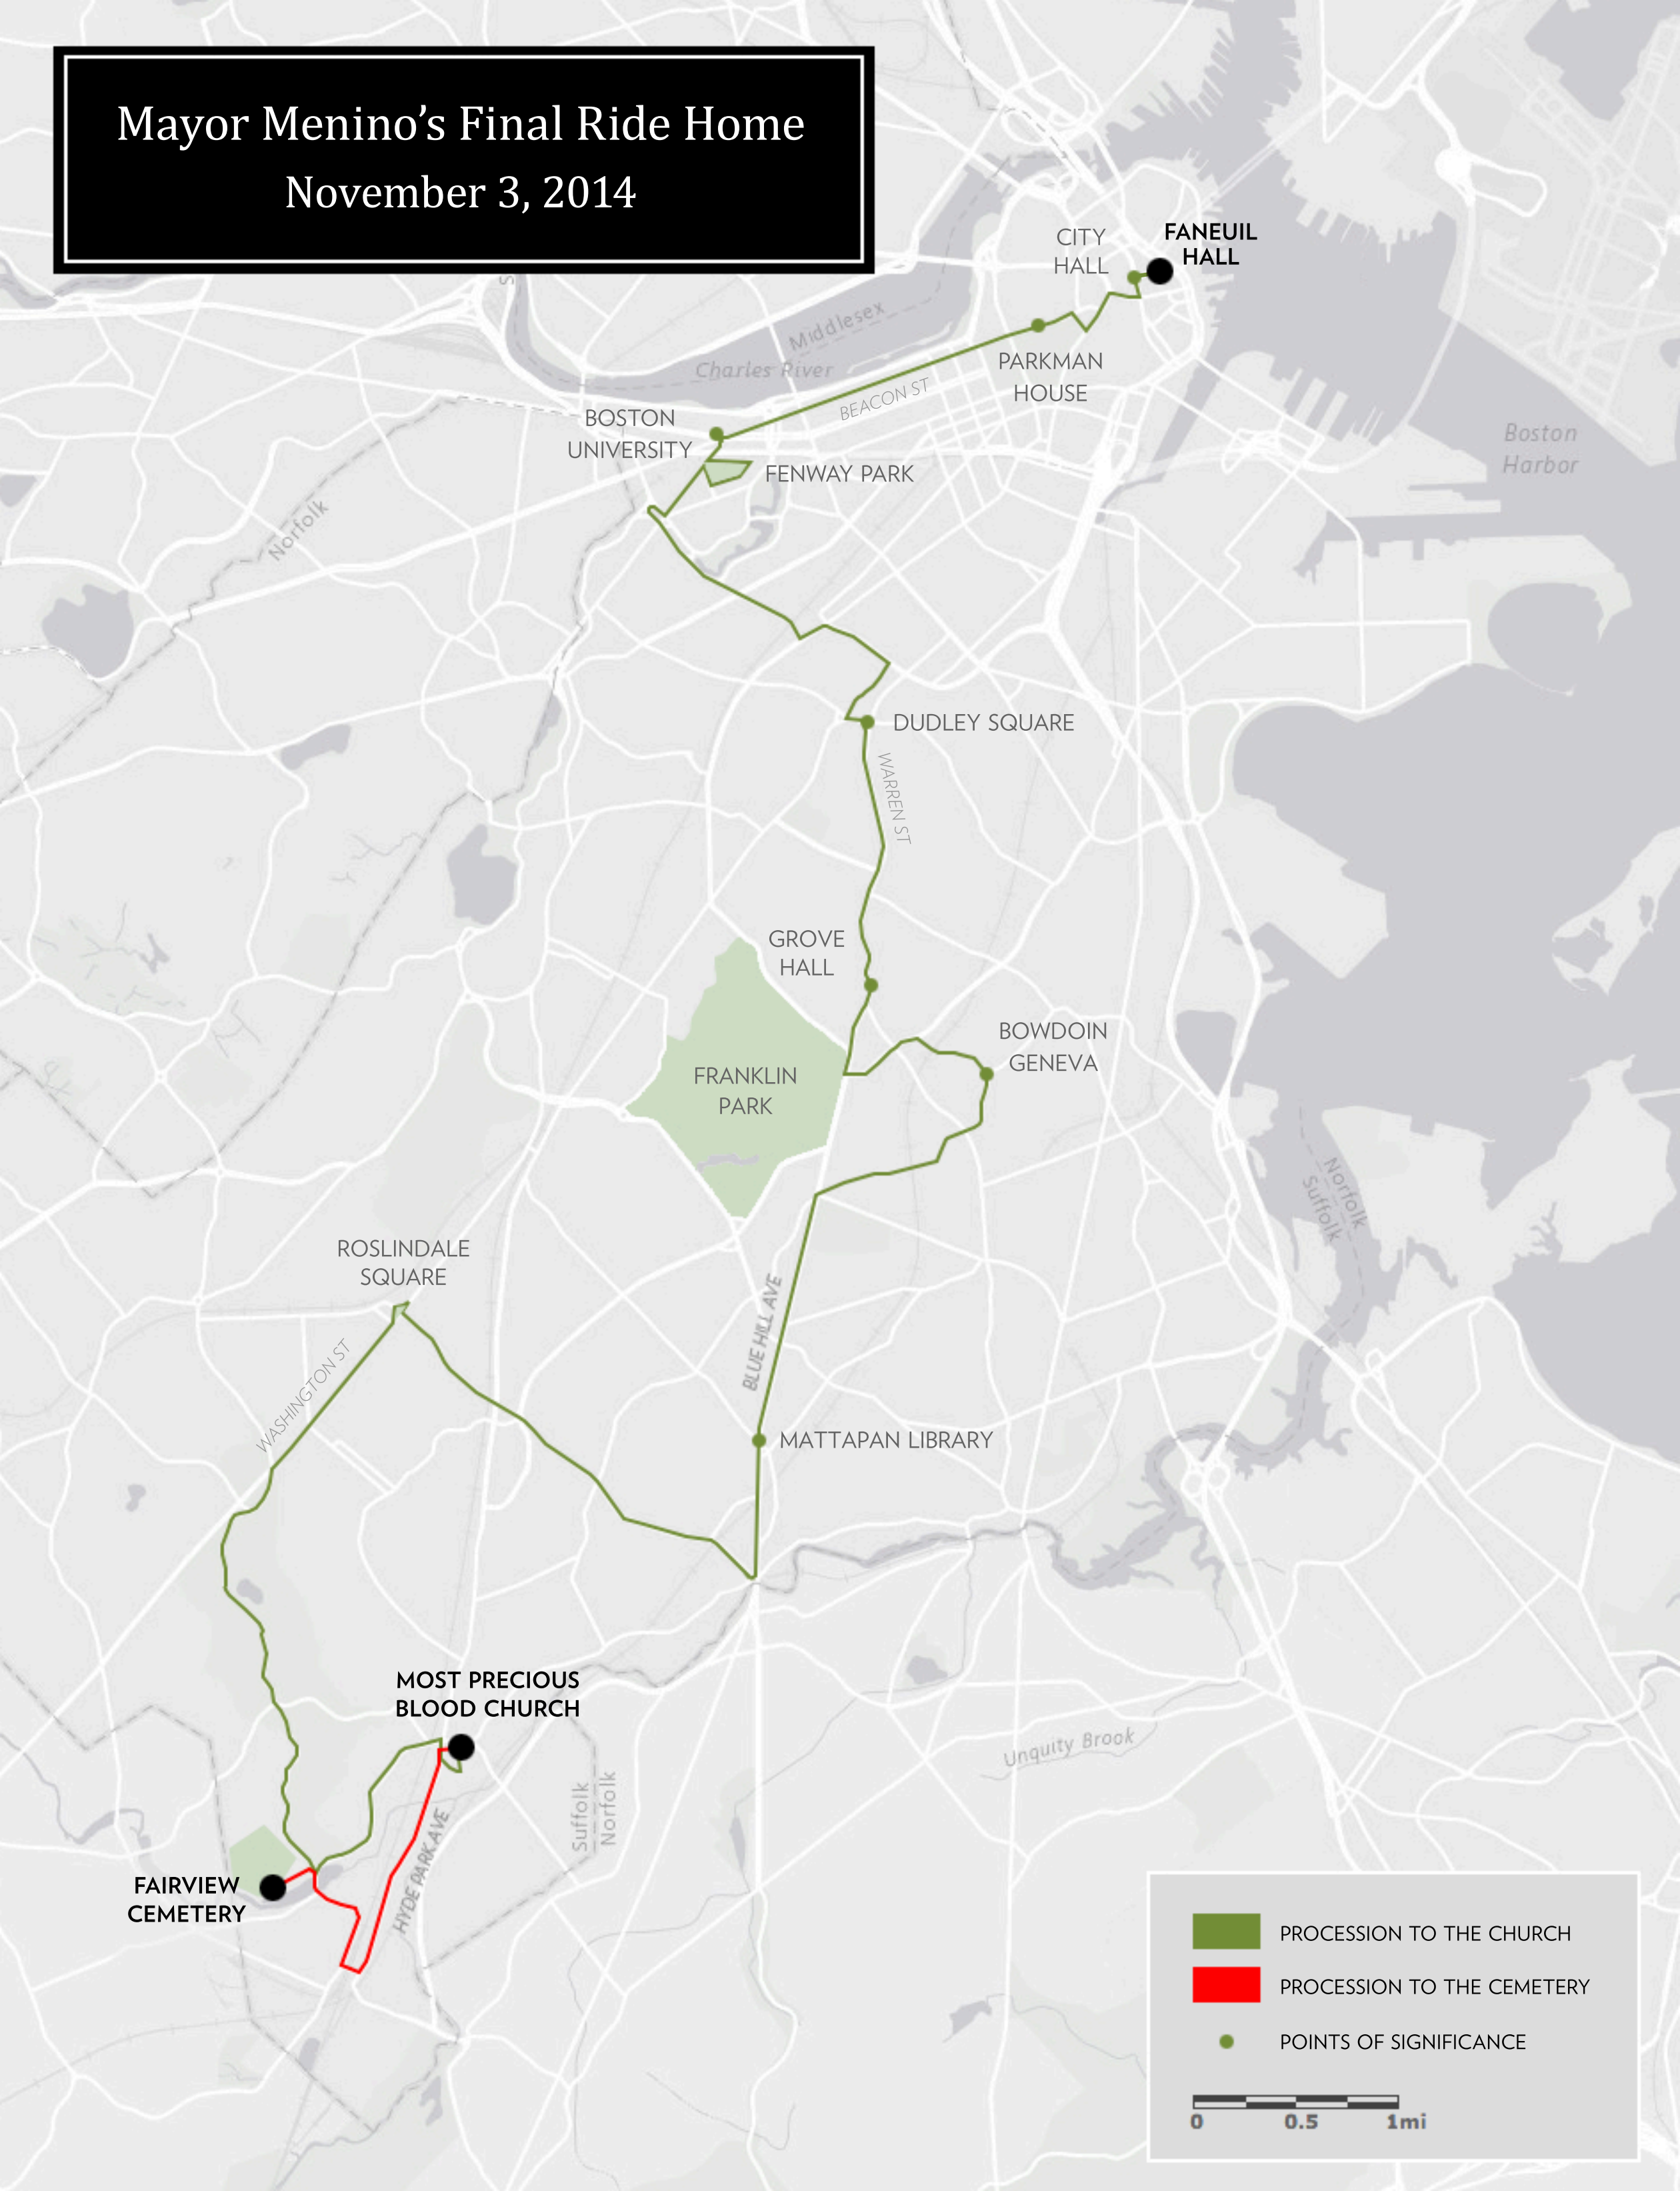 Mayor Menino’s Final Ride Home
November 3, 2014
CITY
HALL
FANEUIL
HALL
Middlesex
Charles River
PARKMAN
HOUSE
BEACON ST
BOSTON
UNIVERSITY
FENWAY PARK
Boston
Harbor
Norfolk
DUDLEY SQUARE
WARREN ST
GROVE
HALL
BOWDOIN
GENEVA
FRANKLIN
PARK
Norfolk
Suffolk
ROSLINDALE
SQUARE
WASHINGTON ST
BLUE HILL AVE
MATTAPAN LIBRARY
MOST PRECIOUS
BLOOD CHURCH
Unquity Brook
Suffolk
Norfolk
HYDE PARK AVE
FAIRVIEW
CEMETERY
PROCESSION TO THE CHURCH
PROCESSION TO THE CEMETERY
POINTS OF SIGNIFICANCE
0 0.5 1mi